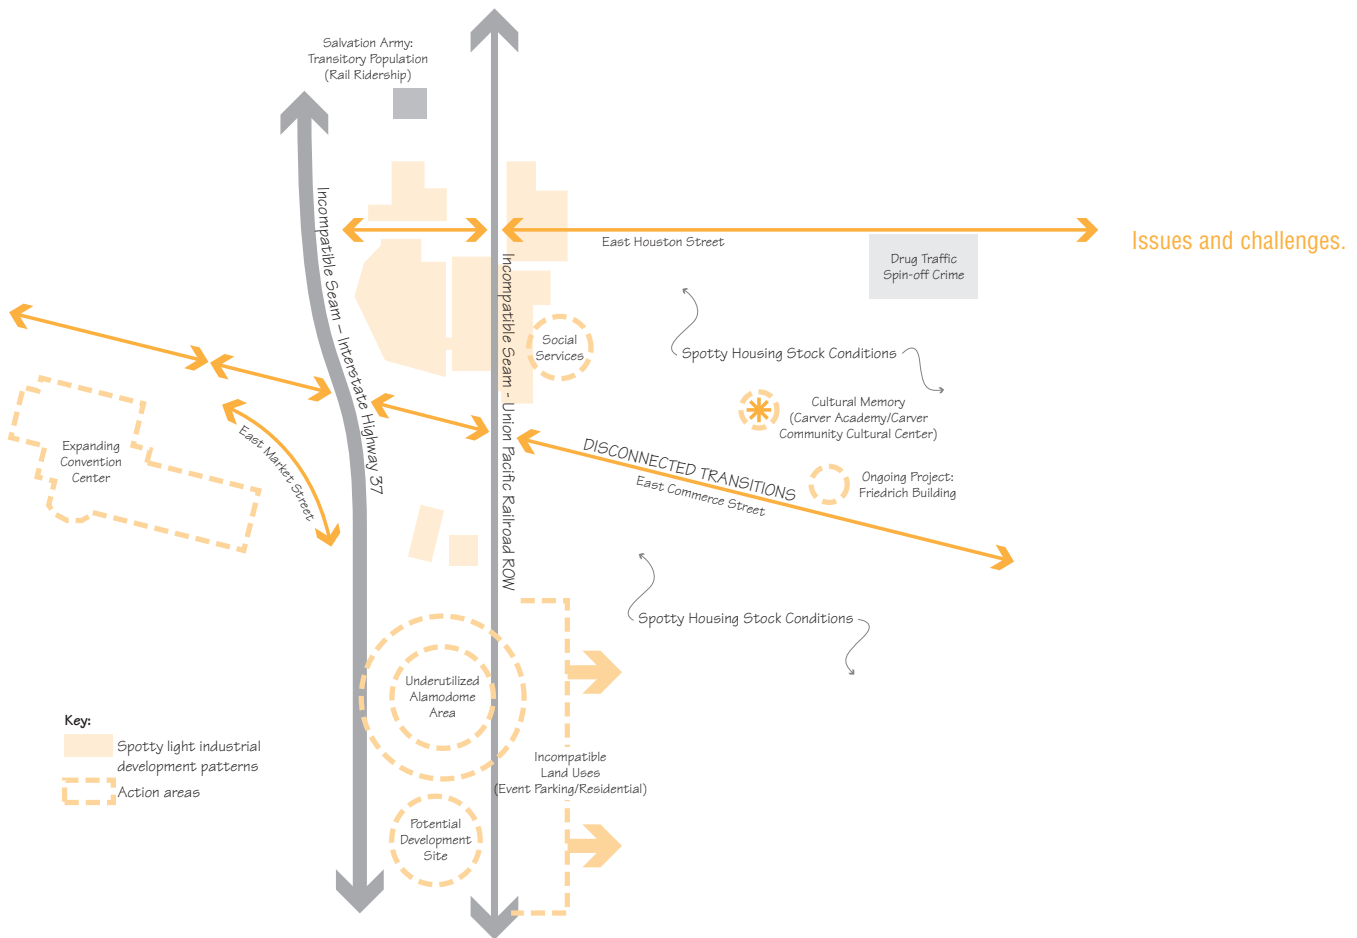 Salvation Army:
Transitory Population
(Rail Ridership)
Incompatible Seam – Interstate Highway 37
Incompatible Seam - Union Pacific Railroad ROW
East Houston Street
Issues and challenges.
Drug Traffic
Spin-off Crime
Social
Services
Spotty Housing Stock Conditions
Cultural Memory
(Carver Academy/Carver
Community Cultural Center)
Expanding
Convention
Center
East Market Street
DISCONNECTED TRANSITIONS
East Commerce Street
Ongoing Project:
Friedrich Building
Spotty Housing Stock Conditions
Underutilized
Alamodome
Area
Key:
Spotty light industrial
development patterns
Action areas
Incompatible
Land Uses
(Event Parking/Residential)
Potential
Development
Site